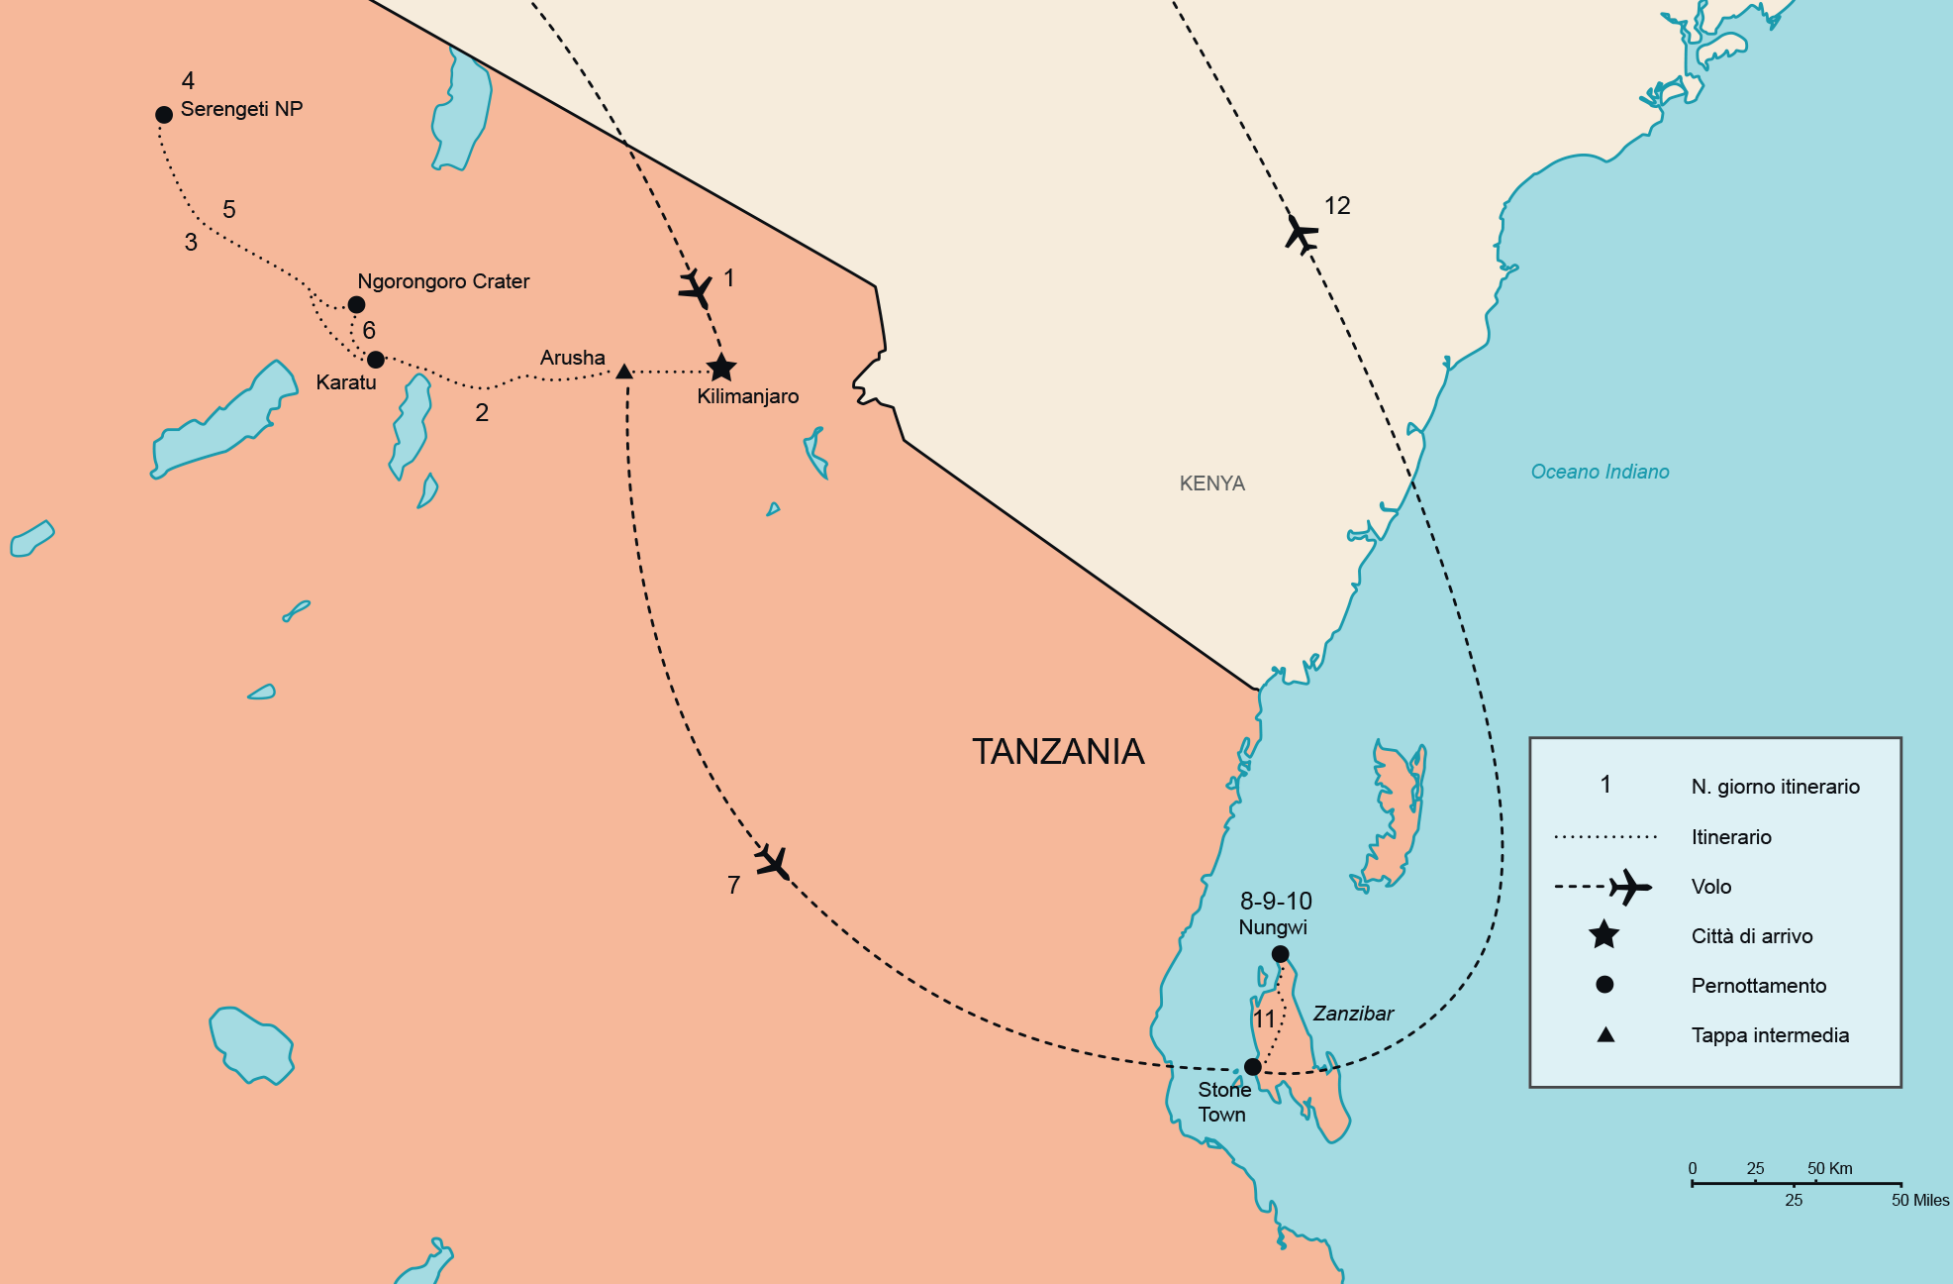 4
Serengeti NP
12
5
3
Ngorongoro Crater
1
6
Arusha
Karatu
Kilimanjaro
2
Oceano Indiano
KENYA
TANZANIA
7
8-9-10
Nungwi
11
Zanzibar
Stone
Town
1 N. giorno itinerario
Itinerario
Volo
Città di arrivo
Pernottamento
Tappa intermedia
0 25 50 Km
25 50 Miles